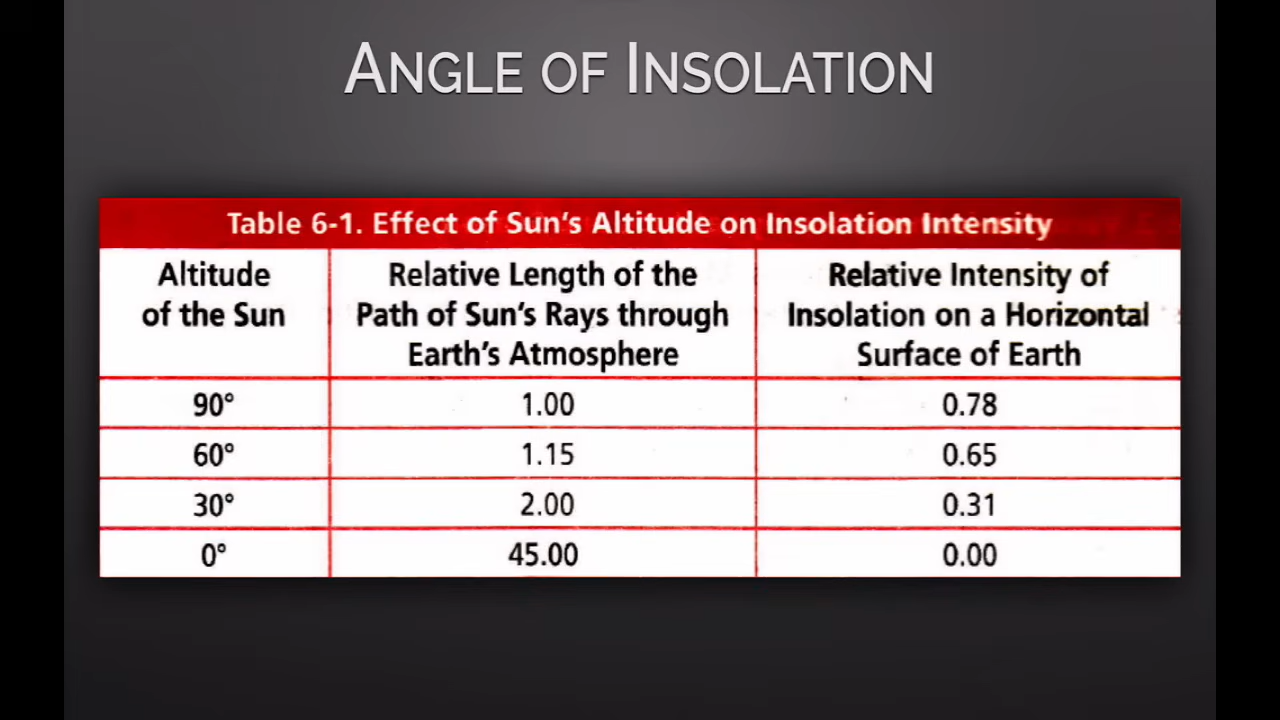 ANGLE OF INSOLATION
Table 6-1. Effect of Sun's Altitude on Insolation Intensity
Altitude of the Sun
Relative Length of the Path of Sun's Rays through Earth's Atmosphere
Relative Intensity of Insolation on a Horizontal Surface of Earth
90° 1.00 0.78
60° 1.15 0.65
30° 2.00 0.31
0° 45.00 0.00